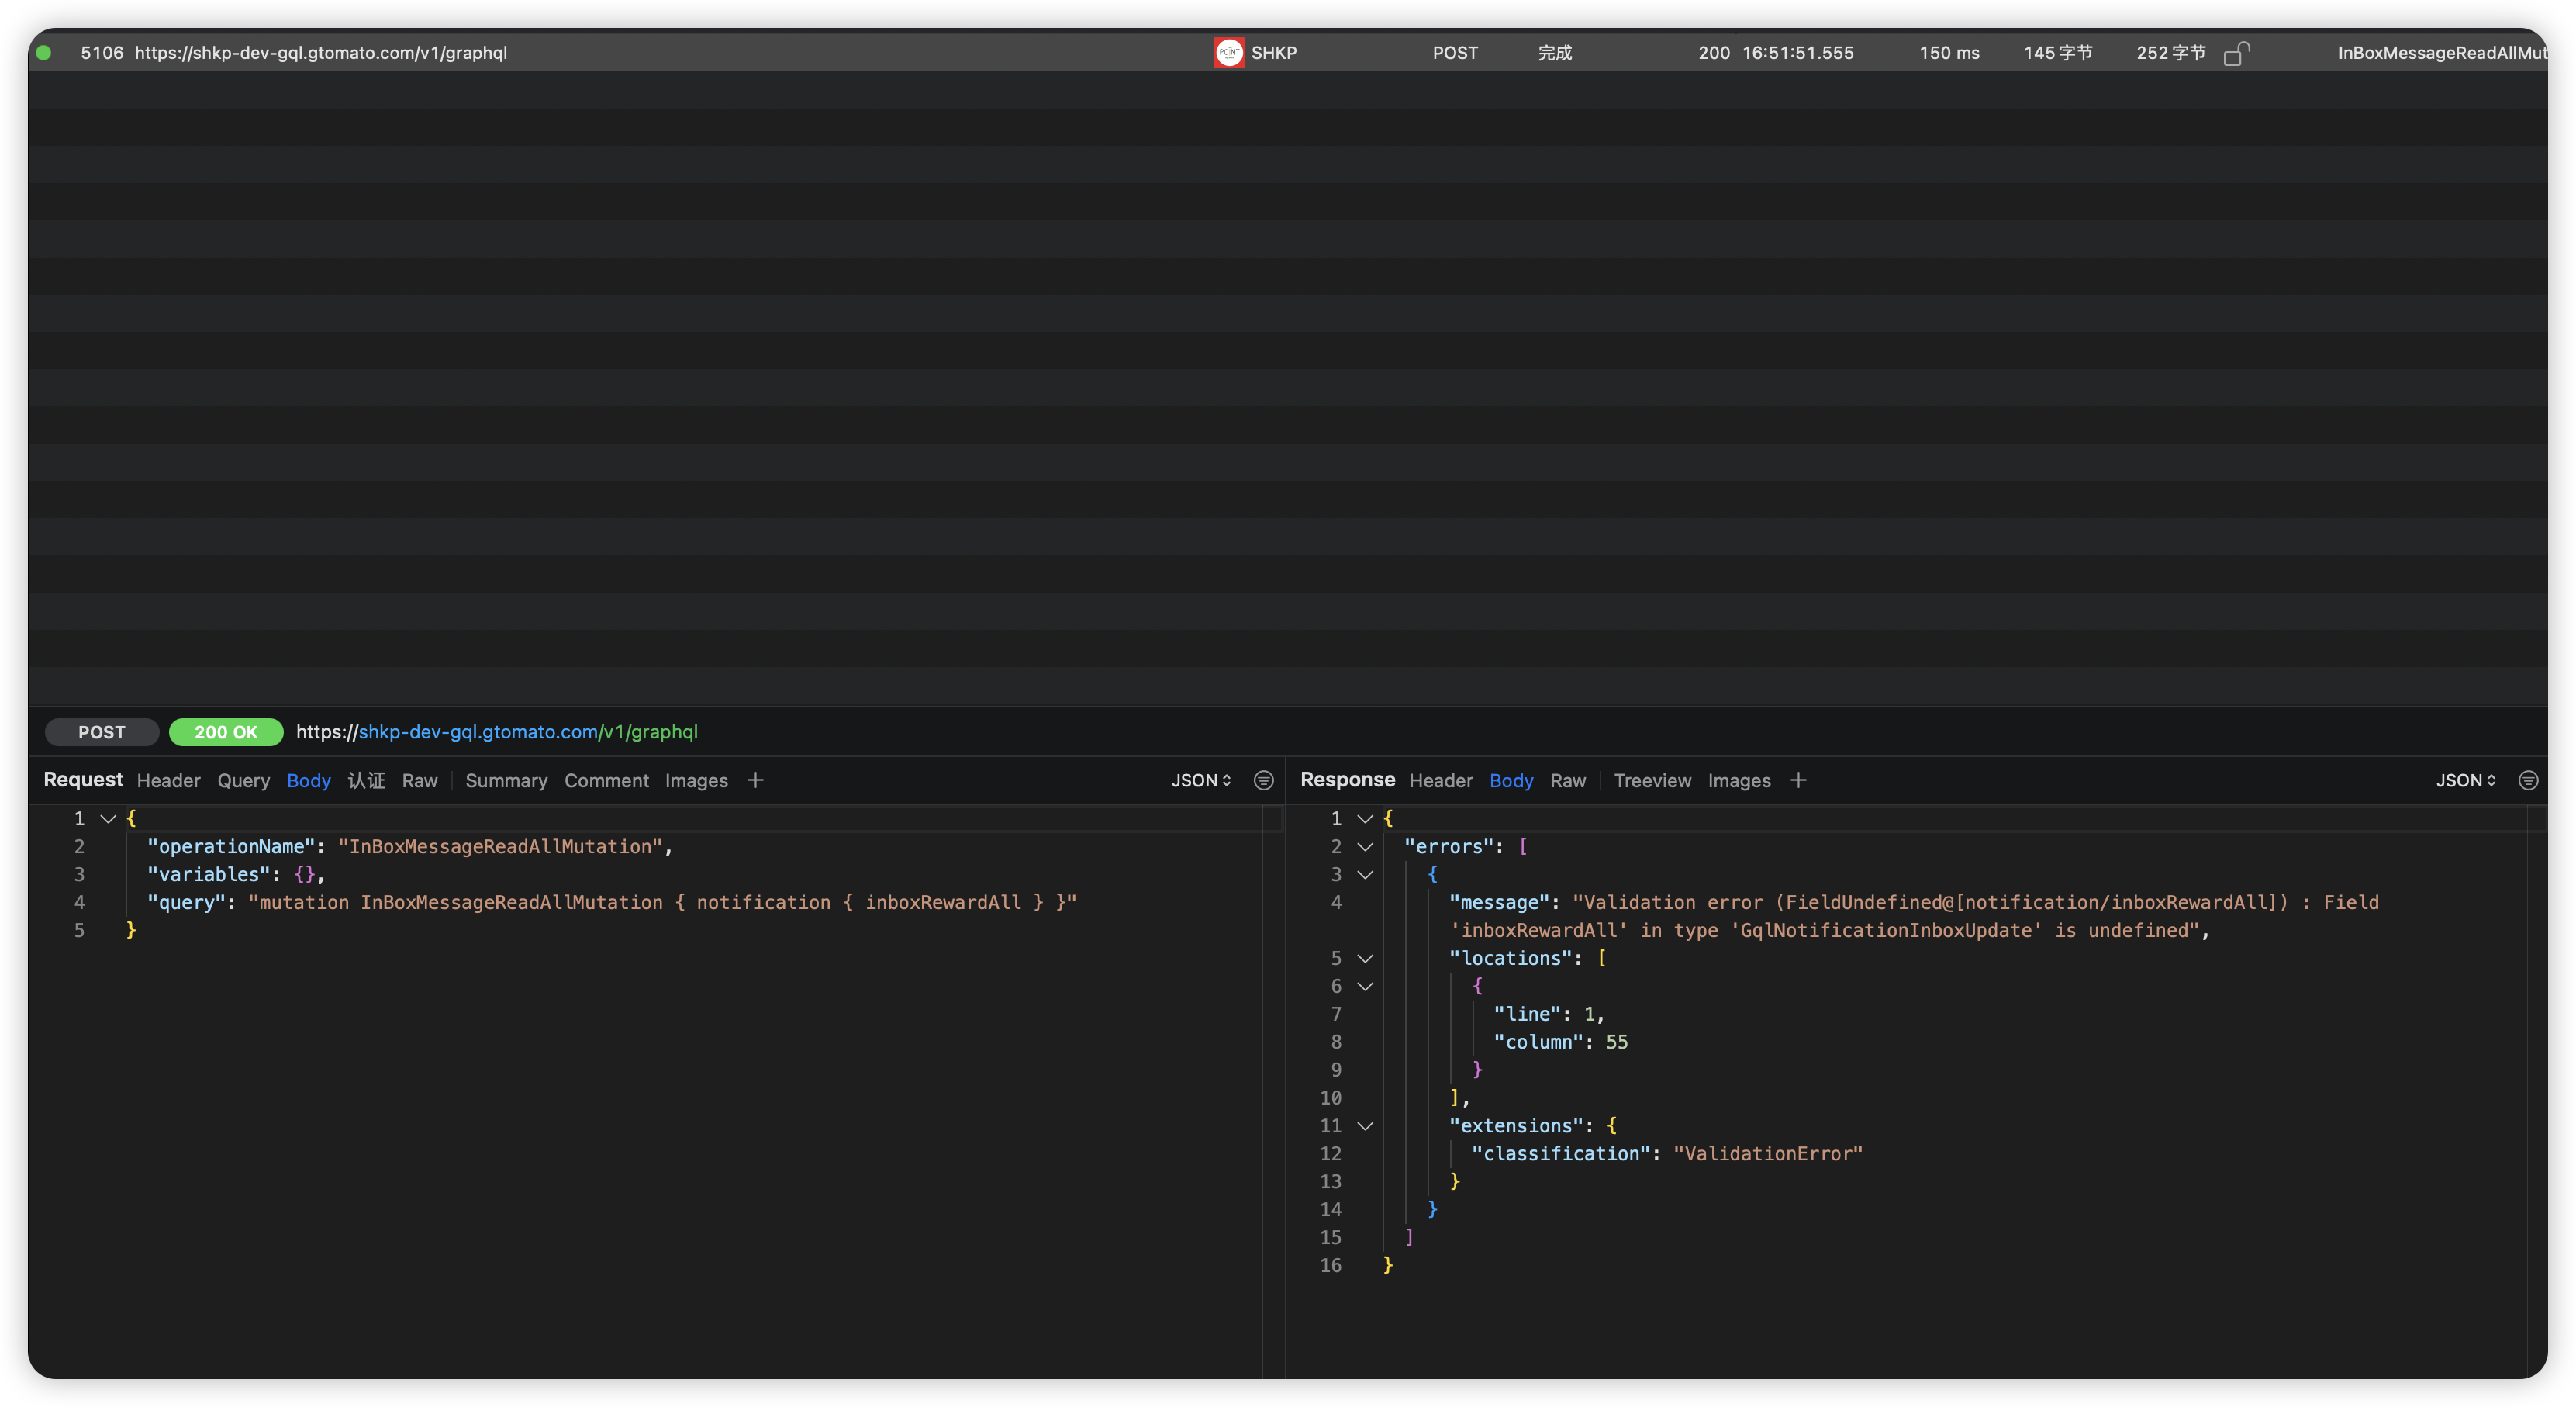 5106 https://shkp-dev-gql.gtomato.com/v1/graphql POINT SHKP POST 完成 200 16:51:51.555 150 ms 145 字节 252 字节 InBoxMessageReadAllMut
POST 200 OK https://shkp-dev-gql.gtomato.com/v1/graphql
Request Header Query Body 认证 Raw Summary Comment Images + JSON
1 {
2 "operationName": "InBoxMessageReadAllMutation",
3 "variables": {},
4 "query": "mutation InBoxMessageReadAllMutation { notification { inboxRewardAll } }"
5 }
Response Header Body Raw Treeview Images + JSON
1 {
2 "errors": [
3 {
4 "message": "Validation error (FieldUndefined@[notification/inboxRewardAll]) : Field
'inboxRewardAll' in type 'GqlNotificationInboxUpdate' is undefined",
5 "locations": [
6 {
7 "line": 1,
8 "column": 55
9 }
10 ],
11 "extensions": {
12 "classification": "ValidationError"
13 }
14 }
15 ]
16 }